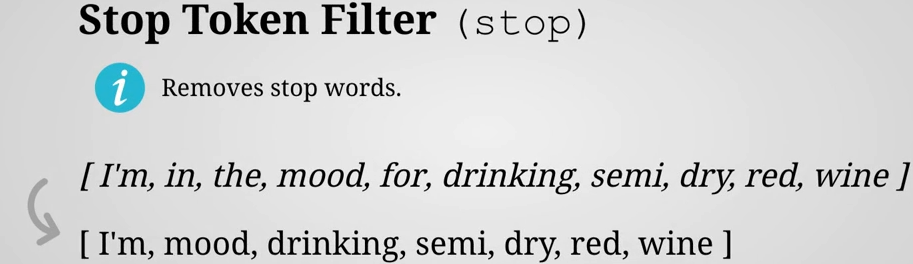 Stop Token Filter (stop)
i Removes stop words.
[ I'm, in, the, mood, for, drinking, semi, dry, red, wine ]
[ I'm, mood, drinking, semi, dry, red, wine ]